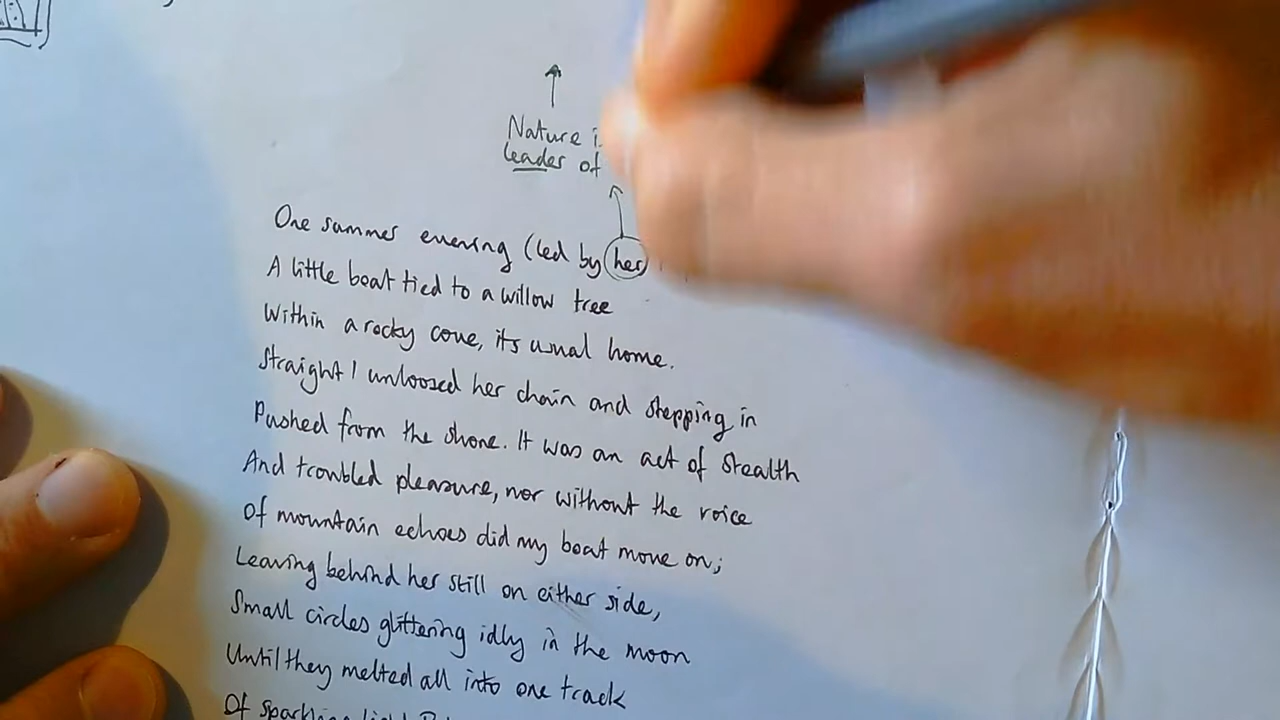 Nature
leader of
One summer evening (led by her)
A little boat tied to a willow tree
Within a rocky cove, its usual home.
Straight I unloosed her chain and stepping in
Pushed from the shore. It was an act of stealth
And troubled pleasure, nor without the voice
Of mountain echoes did my boat move on;
Leaving behind her still on either side,
Small circles glittering idly in the moon
Until they melted all into one track
Of sparkling light.